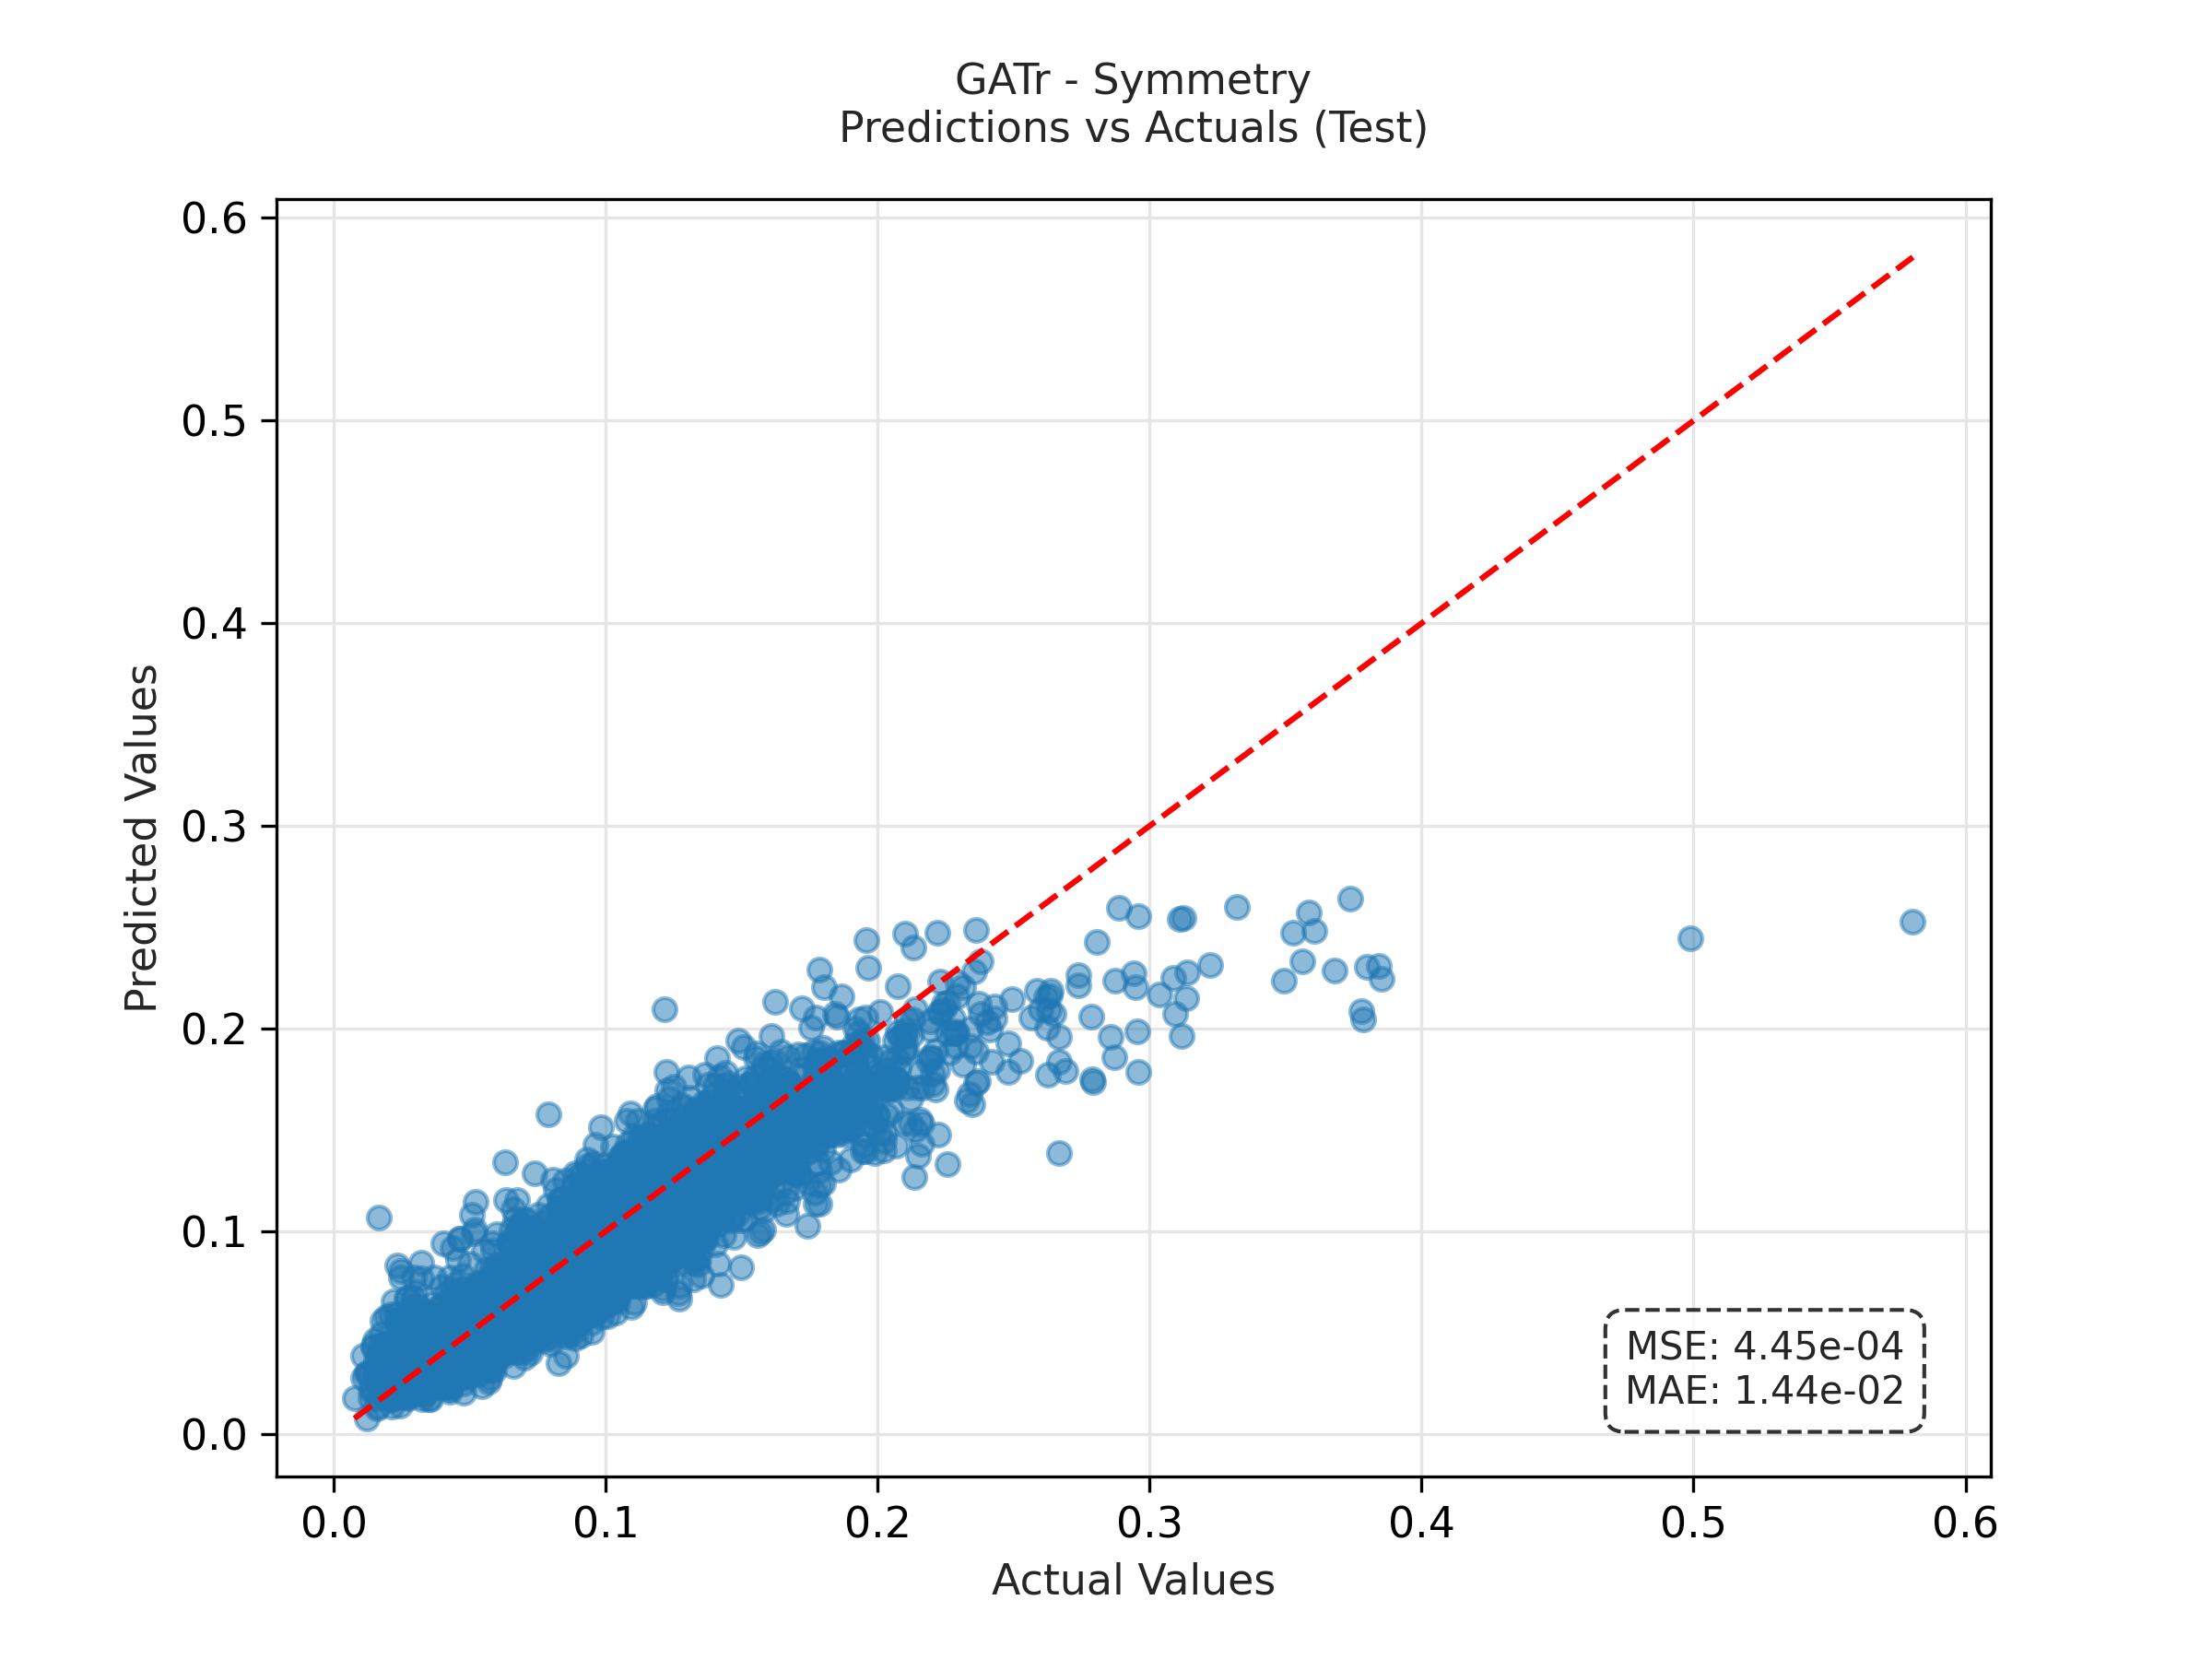 GATr - Symmetry
Predictions vs Actuals (Test)
0.6
0.5
0.4
0.3
0.2
0.1
0.0
Predicted Values
MSE: 4.45e-04
MAE: 1.44e-02
0.0 0.1 0.2 0.3 0.4 0.5 0.6
Actual Values